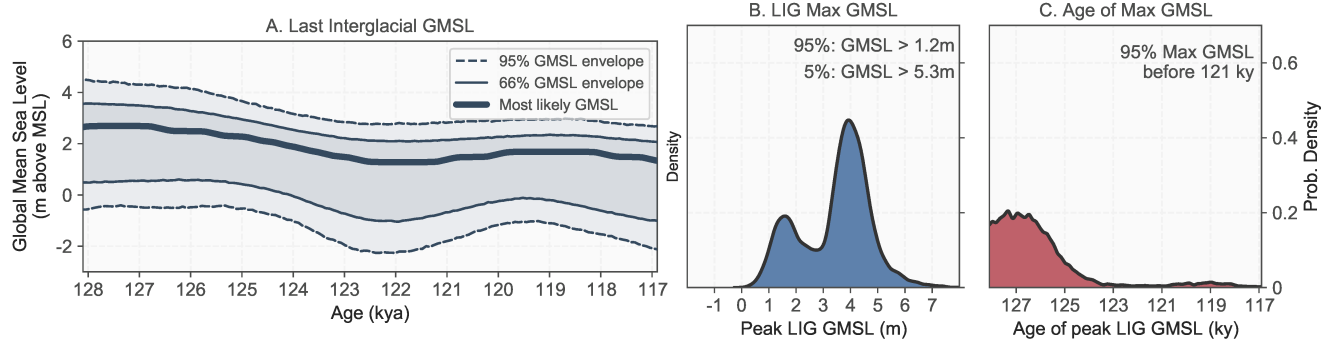 A. Last Interglacial GMSL
Global Mean Sea Level
(m above MSL)
6
4
2
0
-2
95% GMSL envelope
66% GMSL envelope
Most likely GMSL
128 127 126 125 124 123 122 121 120 119 118 117
Age (kya)
B. LIG Max GMSL
95%: GMSL > 1.2m
5%: GMSL > 5.3m
Density
-1 0 1 2 3 4 5 6 7
Peak LIG GMSL (m)
C. Age of Max GMSL
95% Max GMSL
before 121 ky
0.6
0.4
0.2
0
Prob. Density
127 125 123 121 119 117
Age of peak LIG GMSL (ky)